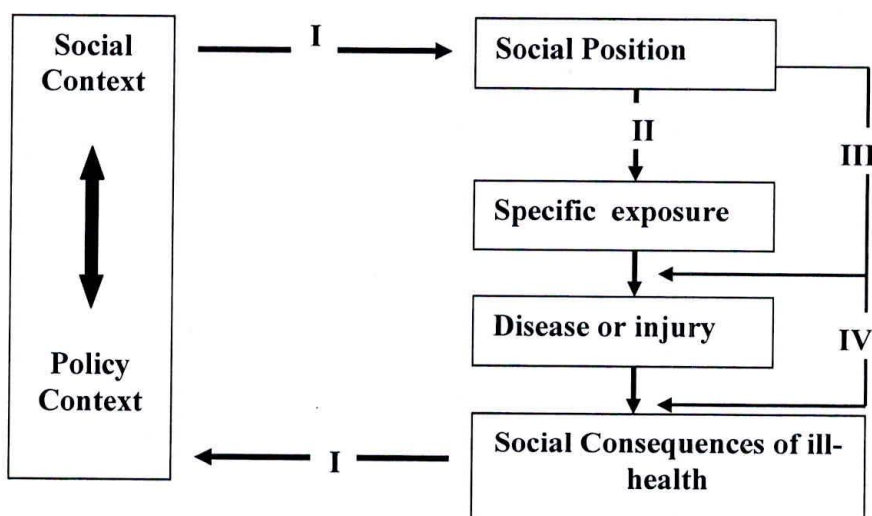 Social
Context
Policy
Context
I
Social Position
II
III
Specific exposure
Disease or injury
IV
Social Consequences of ill-
health
I